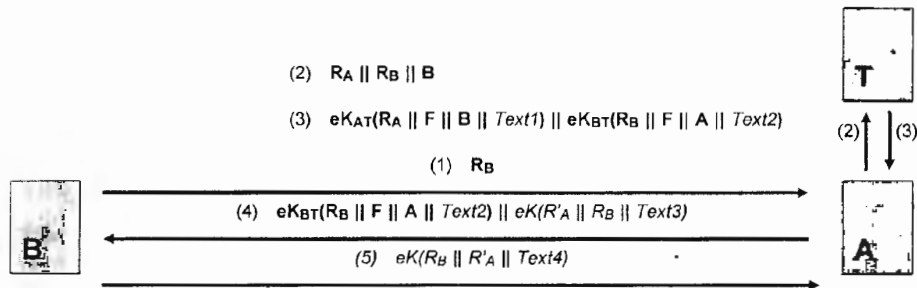 (2) RA || RB || B
T
(3) eKAT(RA || F || B || Text1) || eKBT(RB || F || A || Text2)
(2) (3)
(1) RB
(4) eKBT(RB || F || A || Text2) || eK(R'A || RB || Text3)
B
A
(5) eK(RB || R'A || Text4)